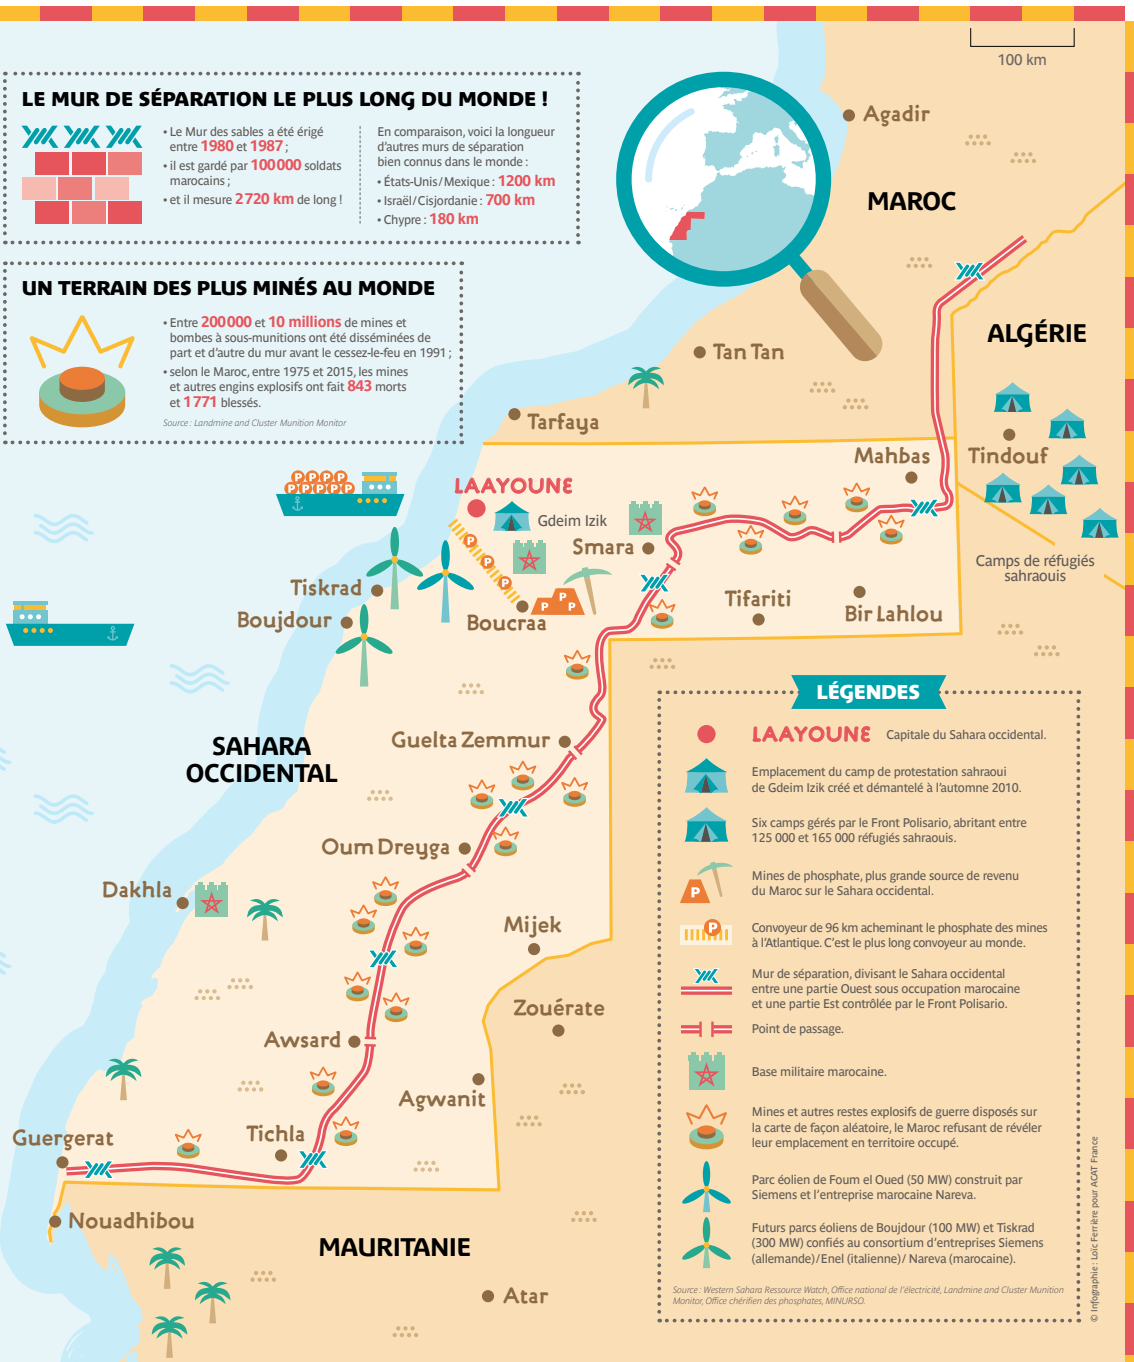 100 km
LE MUR DE SÉPARATION LE PLUS LONG DU MONDE !
• Le Mur des sables a été érigé
entre 1980 et 1987 ;
• il est gardé par 100 000 soldats
marocains ;
• et il mesure 2 720 km de long !
En comparaison, voici la longueur
d'autres murs de séparation
bien connus dans le monde :
• États-Unis / Mexique : 1200 km
• Israël / Cisjordanie : 700 km
• Chypre : 180 km
UN TERRAIN DES PLUS MINÉS AU MONDE
• Entre 200 000 et 10 millions de mines et
bombes à sous-munitions ont été disséminées de
part et d'autre du mur avant le cessez-le-feu en 1991 ;
• selon le Maroc, entre 1975 et 2015, les mines
et autres engins explosifs ont fait 843 morts
et 1 771 blessés.
Source : Landmine and Cluster Munition Monitor
Agadir
MAROC
ALGÉRIE
Tan Tan
Tarfaya
Mahbas
Tindouf
LAAYOUNE
Gdeim Izik
Smara
P P P P
P P P P P
P
P
P
P
P
P
Camps de réfugiés
sahraouis
Tiskrad
Boujdour
Boucraa
Tifariti
Bir Lahlou
SAHARA
OCCIDENTAL
Guelta Zemmur
Oum Dreyga
Dakhla
Mijek
Zouérate
Awsard
Agwanit
Guergerat
Tichla
Nouadhibou
MAURITANIE
Atar
LÉGENDES
LAAYOUNE Capitale du Sahara occidental.
Emplacement du camp de protestation sahraoui
de Gdeim Izik créé et démantelé à l'automne 2010.
Six camps gérés par le Front Polisario, abritant entre
125 000 et 165 000 réfugiés sahraouis.
P
Mines de phosphate, plus grande source de revenu
du Maroc sur le Sahara occidental.
P
Convoyeur de 96 km acheminant le phosphate des mines
à l'Atlantique. C'est le plus long convoyeur au monde.
Mur de séparation, divisant le Sahara occidental
entre une partie Ouest sous occupation marocaine
et une partie Est contrôlée par le Front Polisario.
Point de passage.
Base militaire marocaine.
Mines et autres restes explosifs de guerre disposés sur
la carte de façon aléatoire, le Maroc refusant de révéler
leur emplacement en territoire occupé.
Parc éolien de Foum el Oued (50 MW) construit par
Siemens et l'entreprise marocaine Nareva.
Futurs parcs éoliens de Boujdour (100 MW) et Tiskrad
(300 MW) confiés au consortium d'entreprises Siemens
(allemande)/ Enel (italienne)/ Nareva (marocaine).
Source : Western Sahara Ressource Watch, Office national de l'électricité, Landmine and Cluster Munition
Monitor, Office chérifien des phosphates, MINURSO.
© Infographie : Loïc Ferrière pour ACAT France